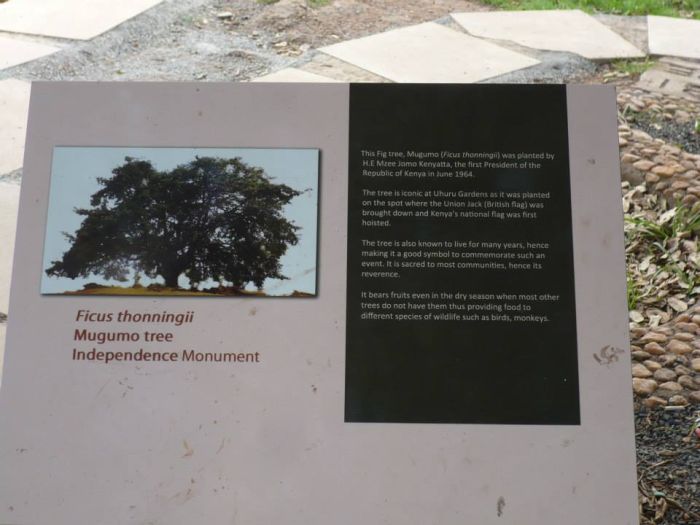 Ficus thonningii
Mugumo tree
Independence Monument
This Fig tree, Mugumo (Ficus thonningii) was planted by
H.E Mzee Jomo Kenyatta, the first President of the
Republic of Kenya in June 1964.
The tree is iconic at Uhuru Gardens as it was planted
on the spot where the Union Jack (British flag) was
brought down and Kenya's national flag was first
hoisted.
The tree is also known to live for many years, hence
making it a good symbol to commemorate such an
event. It is sacred to most communities, hence its
reverence.
It bears fruits even in the dry season when most other
trees do not have them thus providing food to
different species of wildlife such as birds, monkeys.